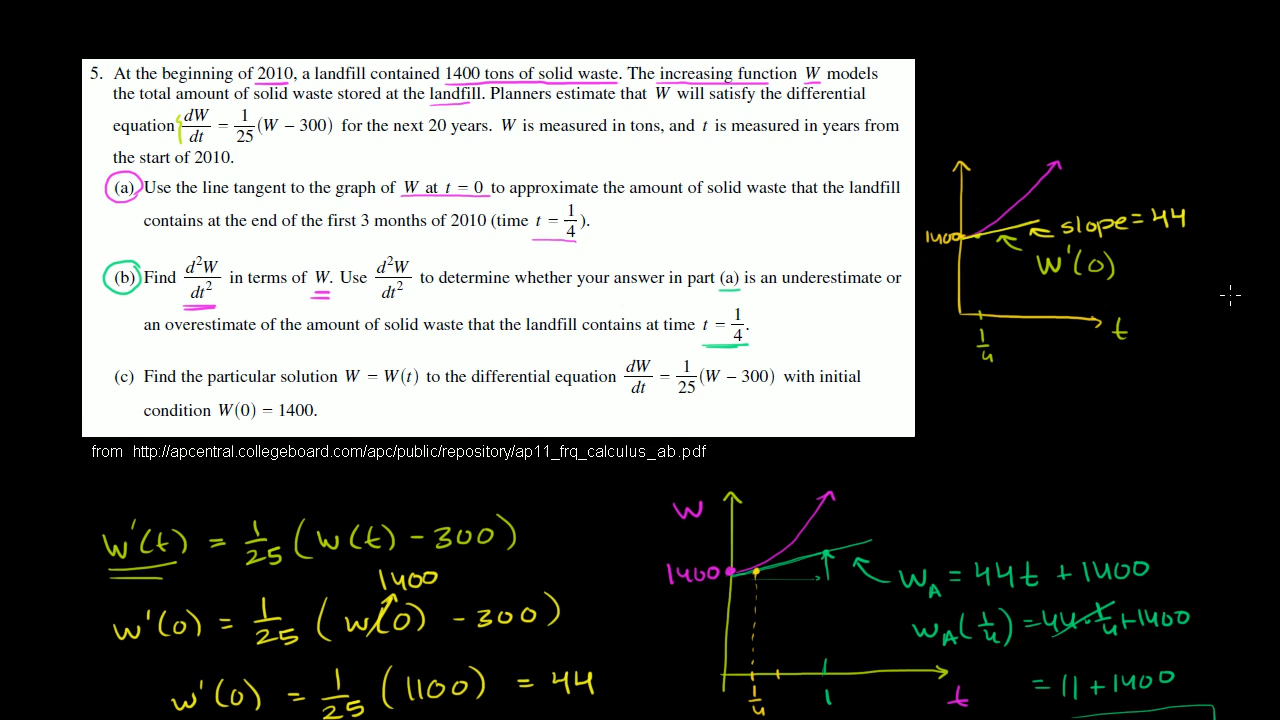 5. At the beginning of 2010, a landfill contained 1400 tons of solid waste. The increasing function W models
the total amount of solid waste stored at the landfill. Planners estimate that W will satisfy the differential
equation dW/dt = 1/25 (W − 300) for the next 20 years. W is measured in tons, and t is measured in years from
the start of 2010.
(a) Use the line tangent to the graph of W at t = 0 to approximate the amount of solid waste that the landfill
contains at the end of the first 3 months of 2010 (time t = 1/4).
(b) Find d²W/dt² in terms of W. Use d²W/dt² to determine whether your answer in part (a) is an underestimate or
an overestimate of the amount of solid waste that the landfill contains at time t = 1/4.
(c) Find the particular solution W = W(t) to the differential equation dW/dt = 1/25 (W − 300) with initial
condition W(0) = 1400.
from http://apcentral.collegeboard.com/apc/public/repository/ap11_frq_calculus_ab.pdf
1400
slope = 44
W'(0)
t
1/4
W'(t) = 1/25 (W(t) − 300)
1400
W'(0) = 1/25 (W(0) − 300)
W'(0) = 1/25 (1100) = 44
W
1400
1/4
1
t
W_A = 44t + 1400
W_A(1/4) = 44 · 1/4 + 1400
= 11 + 1400